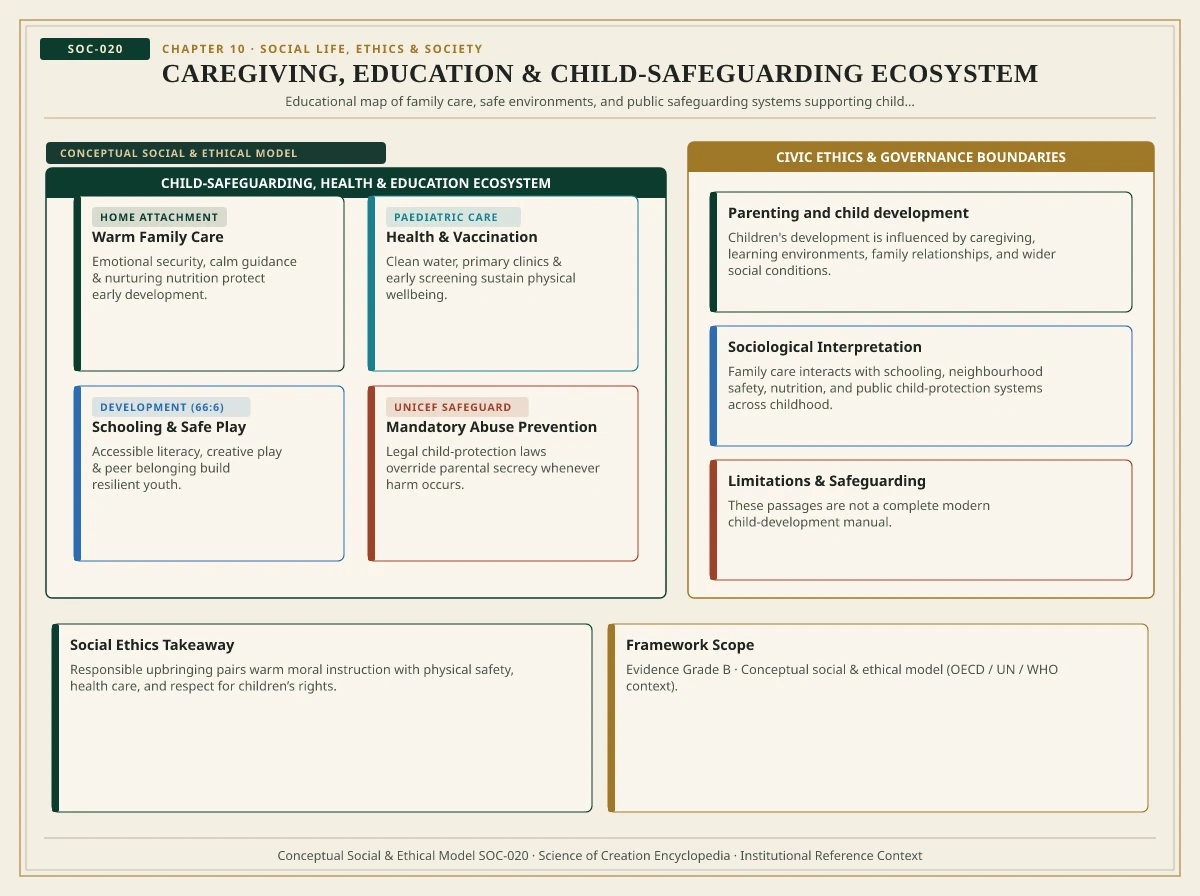 SOC-020
CHAPTER 10 · SOCIAL LIFE, ETHICS & SOCIETY
CAREGIVING, EDUCATION & CHILD-SAFEGUARDING ECOSYSTEM
Educational map of family care, safe environments, and public safeguarding systems supporting child…
CONCEPTUAL SOCIAL & ETHICAL MODEL
CHILD-SAFEGUARDING, HEALTH & EDUCATION ECOSYSTEM
HOME ATTACHMENT
Warm Family Care
Emotional security, calm guidance
& nurturing nutrition protect
early development.
PAEDIATRIC CARE
Health & Vaccination
Clean water, primary clinics &
early screening sustain physical
wellbeing.
DEVELOPMENT (66:6)
Schooling & Safe Play
Accessible literacy, creative play
& peer belonging build
resilient youth.
UNICEF SAFEGUARD
Mandatory Abuse Prevention
Legal child-protection laws
override parental secrecy whenever
harm occurs.
CIVIC ETHICS & GOVERNANCE BOUNDARIES
Parenting and child development
Children's development is influenced by caregiving,
learning environments, family relationships, and wider
social conditions.
Sociological Interpretation
Family care interacts with schooling, neighbourhood
safety, nutrition, and public child-protection systems
across childhood.
Limitations & Safeguarding
These passages are not a complete modern
child-development manual.
Social Ethics Takeaway
Responsible upbringing pairs warm moral instruction with physical safety,
health care, and respect for children’s rights.
Framework Scope
Evidence Grade B · Conceptual social & ethical model (OECD / UN / WHO
context).
Conceptual Social & Ethical Model SOC-020 · Science of Creation Encyclopedia · Institutional Reference Context